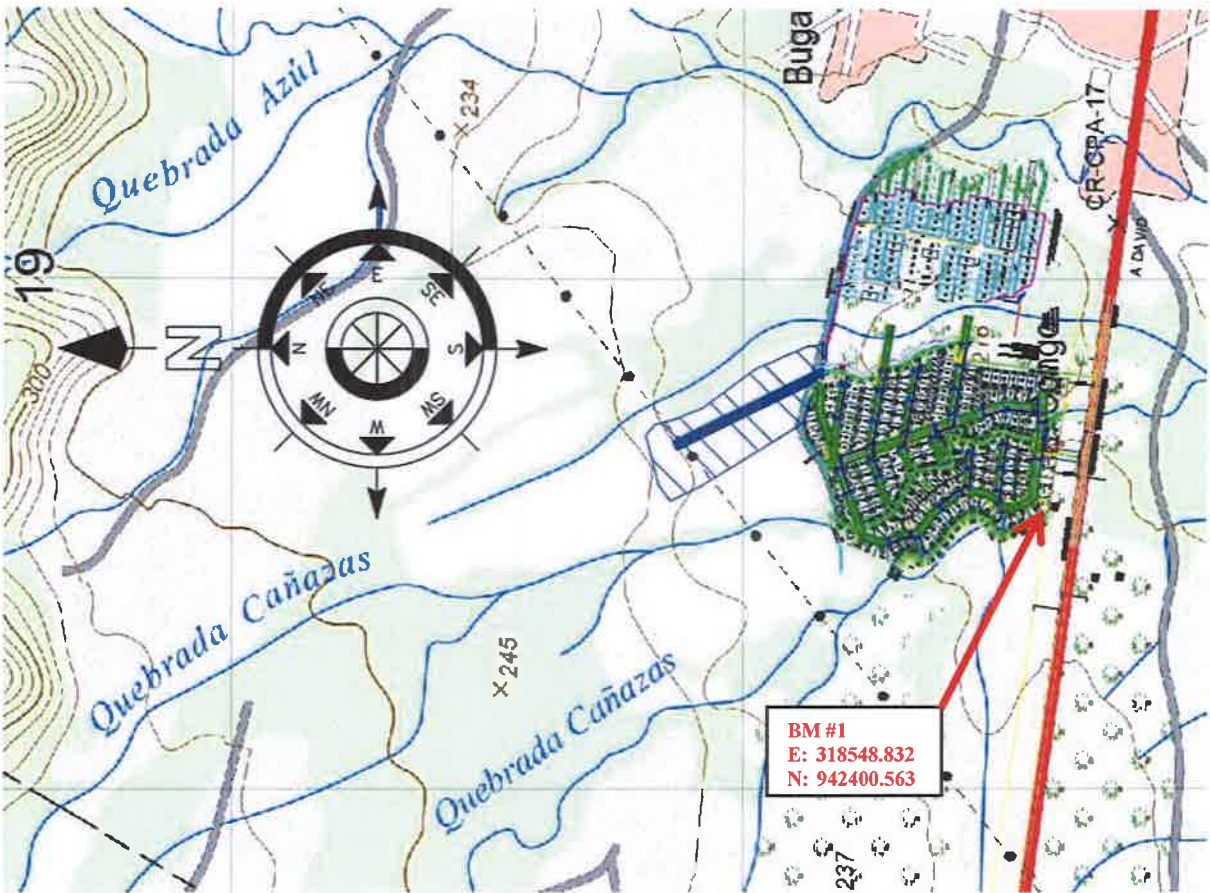 Quebrada Azúl
Buga
×234
CR-CPA-17
19
N
A DAVID
E
NE
SE
N
S
NW
SW
W
300
Quebrada Cañazas
×245
Quebrada Cañazas
BM #1
E: 318548.832
N: 942400.563
237